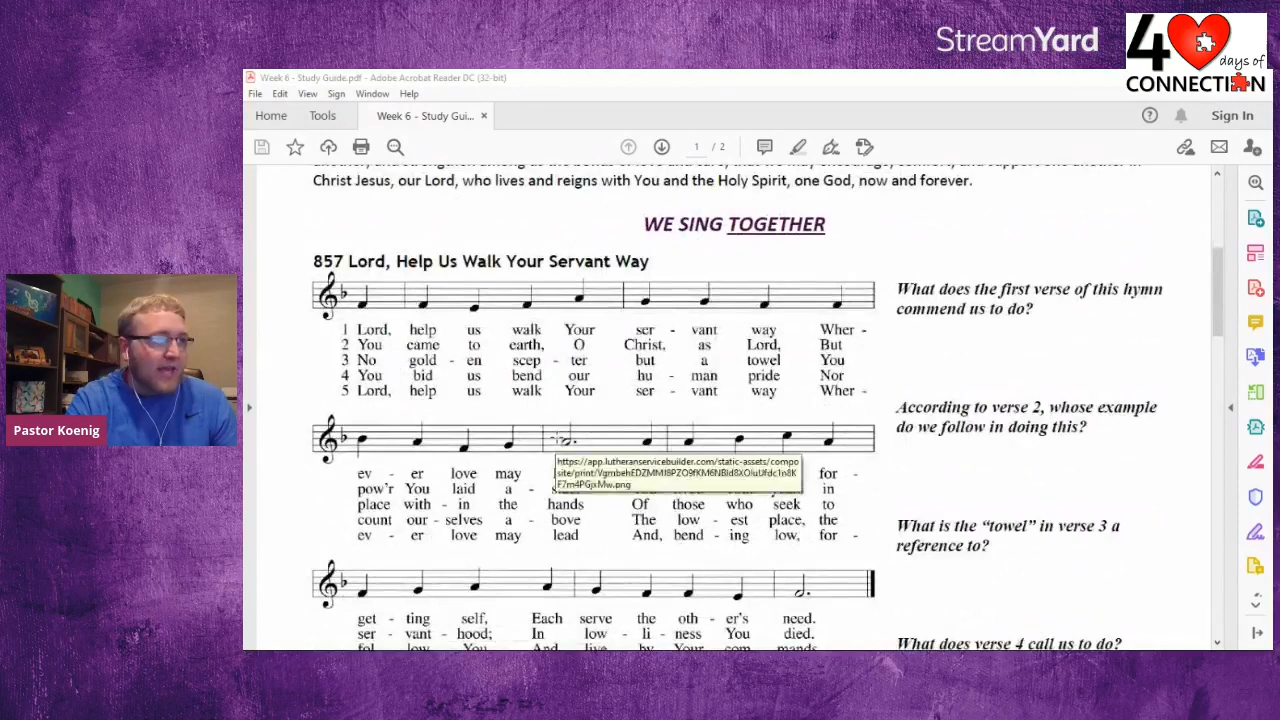 StreamYard
40 days of
CONNECTION
Week 6 - Study Guide.pdf - Adobe Acrobat Reader DC (32-bit)
File Edit View Sign Window Help
Home Tools Week 6 - Study Gui... × Sign In
1 / 2
Christ Jesus, our Lord, who lives and reigns with You and the Holy Spirit, one God, now and forever.
WE SING TOGETHER
857 Lord, Help Us Walk Your Servant Way
1 Lord, help us walk Your ser - vant way Wher -
2 You came to earth, O Christ, as Lord, But
3 No gold - en scep - ter but a towel You
4 You bid us bend our hu - man pride Nor
5 Lord, help us walk Your ser - vant way Wher -
What does the first verse of this hymn
commend us to do?
ev - er love may for -
pow'r You laid a - in
place with - in the hands Of those who seek to
count our - selves a - bove The low - est place, the
ev - er love may lead And, bend - ing low, for -
https://app.lutheranservicebuilder.com/static-assets/compo
According to verse 2, whose example
do we follow in doing this?
What is the “towel” in verse 3 a
reference to?
get - ting self, Each serve the oth - er's need.
ser - vant - hood; In low - li - ness You died.
What does verse 4 call us to do?
Pastor Koenig